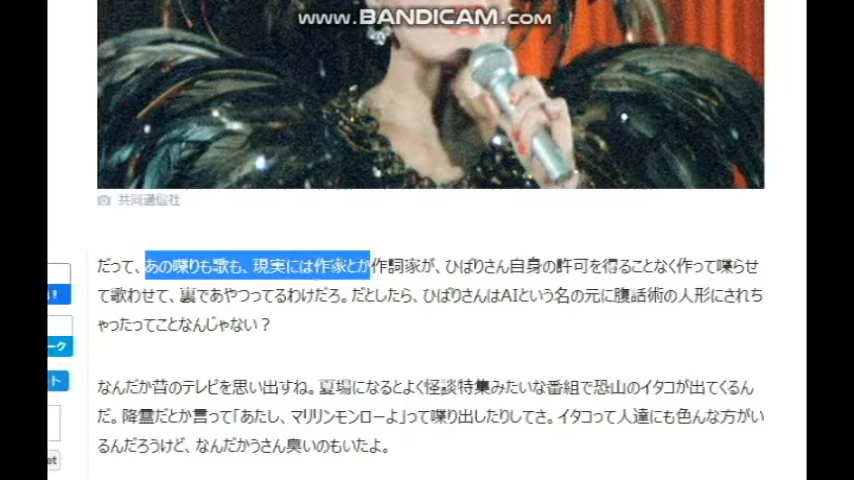 www.BANDICAM.com
共同通信社
だって、あの喋りも歌も、現実には作家とか作詞家が、ひばりさん自身の許可を得ることなく作って喋らせ
て歌わせて、裏であやつってるわけだろ。だとしたら、ひばりさんはAIという名の元に腹話術の人形にされち
ゃったってことなんじゃない？
ーク
ト
なんだか昔のテレビを思い出すね。夏場になるとよく怪談特集みたいな番組で恐山のイタコが出てくるん
だ。降霊だとか言って「あたし、マリリンモンローよ」って喋り出したりしてさ。イタコって人達にも色んな方がい
るんだろうけど、なんだかうさん臭いのもいたよ。
et